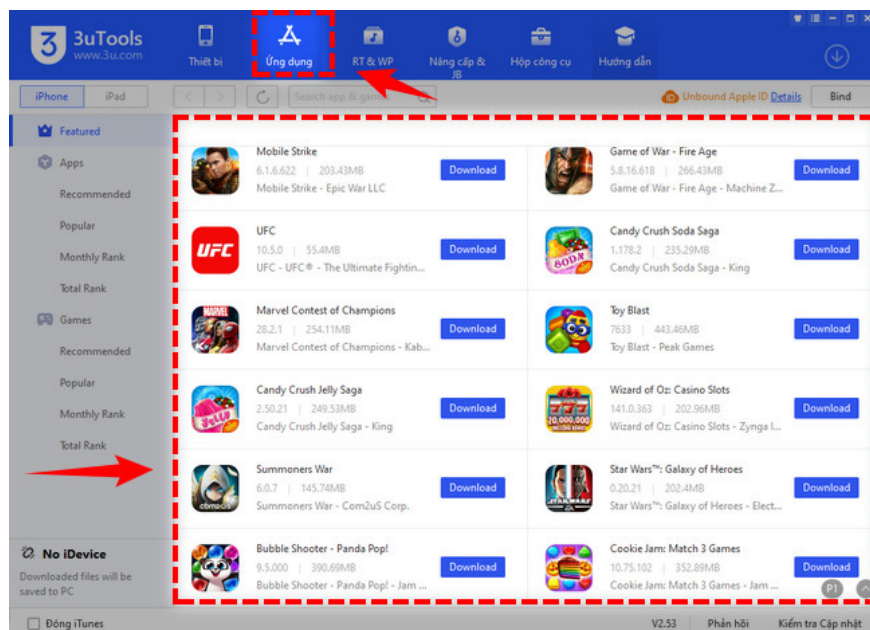 3uTools
www.3u.com
Thiết bị
Ứng dụng
RT & WP
Nâng cấp & JB
Hộp công cụ
Hướng dẫn
iPhone
iPad
Search app & games
Unbound Apple ID Details
Bind
Featured
Apps
Recommended
Popular
Monthly Rank
Total Rank
Games
Recommended
Popular
Monthly Rank
Total Rank
No iDevice
Downloaded files will be
saved to PC
Mobile Strike
6.1.6.622 | 203.43MB
Mobile Strike - Epic War LLC
Download
Game of War - Fire Age
5.8.16.618 | 266.43MB
Game of War - Fire Age - Machine Z...
Download
UFC
UFC
10.5.0 | 55.4MB
UFC - UFC® - The Ultimate Fightin...
Download
SODA
Candy Crush Soda Saga
1.178.2 | 235.29MB
Candy Crush Soda Saga - King
Download
MARVEL
Marvel Contest of Champions
28.2.1 | 254.11MB
Marvel Contest of Champions - Kab...
Download
Toy Blast
7633 | 443.46MB
Toy Blast - Peak Games
Download
JELLY
Candy Crush Jelly Saga
2.50.21 | 249.53MB
Candy Crush Jelly Saga - King
Download
777
10,000,000
Wizard of Oz: Casino Slots
141.0.363 | 202.96MB
Wizard of Oz: Casino Slots - Zynga I...
Download
com2uS
Summoners War
6.0.7 | 145.74MB
Summoners War - Com2uS Corp.
Download
Star Wars™: Galaxy of Heroes
0.20.21 | 202.4MB
Star Wars™: Galaxy of Heroes - Elect...
Download
Bubble Shooter - Panda Pop!
9.5.000 | 390.69MB
Bubble Shooter - Panda Pop! - Jam ...
Download
Cookie Jam: Match 3 Games
10.75.102 | 352.89MB
Cookie Jam: Match 3 Games - Jam ...
Download
P1
Đóng iTunes
V2.53
Phản hồi
Kiểm tra Cập nhật